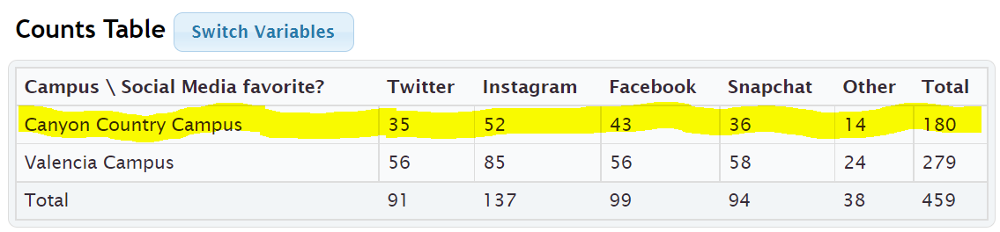 Counts Table Switch Variables
Campus \ Social Media favorite? Twitter Instagram Facebook Snapchat Other Total
Canyon Country Campus 35 52 43 36 14 180
Valencia Campus 56 85 56 58 24 279
Total 91 137 99 94 38 459